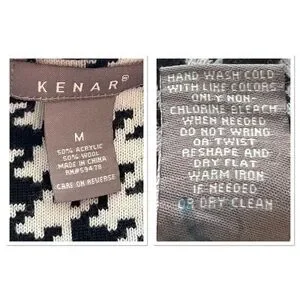 KENAR®
M
50% ACRYLIC
50% WOOL
MADE IN CHINA
RN#59478
CARE ON REVERSE
HAND WASH COLD
WITH LIKE COLORS
ONLY NON-
CHLORINE BLEACH
WHEN NEEDED
DO NOT WRING
OR TWIST
RESHAPE AND
DRY FLAT
WARM IRON
IF NEEDED
OR DRY CLEAN